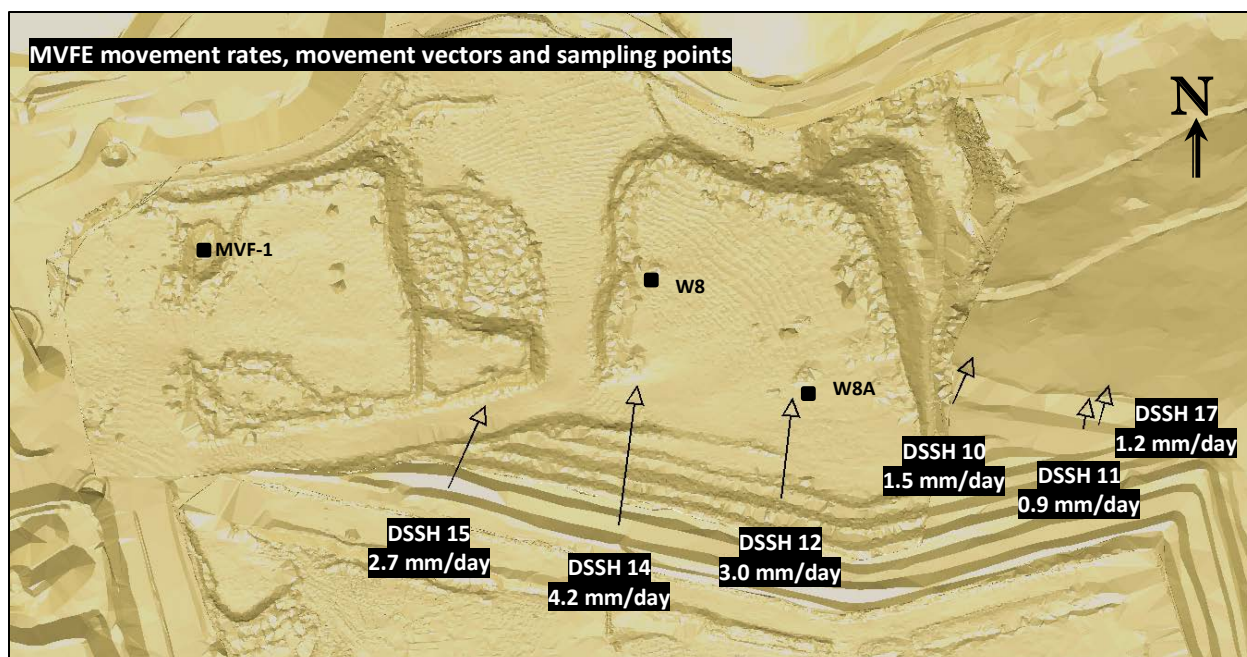 MVFE movement rates, movement vectors and sampling points
N
MVF-1
W8
W8A
DSSH 17
1.2 mm/day
DSSH 10
1.5 mm/day
DSSH 11
0.9 mm/day
DSSH 15
2.7 mm/day
DSSH 12
3.0 mm/day
DSSH 14
4.2 mm/day